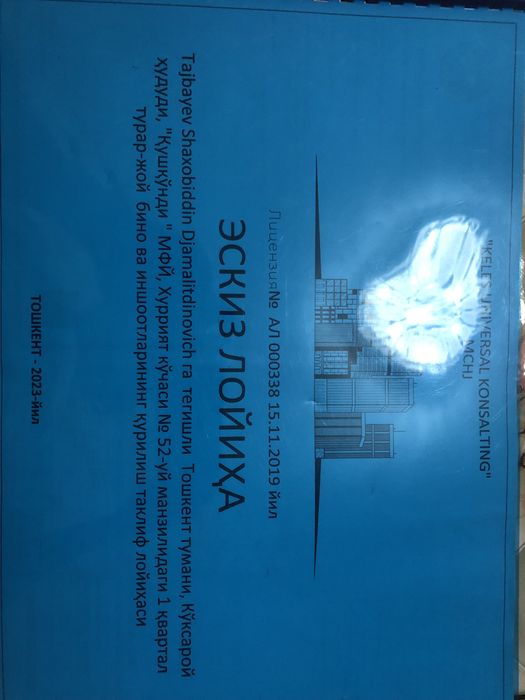 "KELES UNIVERSAL KONSALTING"
MCHJ
Лицензия№ АЛ 000338 15.11.2019 йил
ЭСКИЗ ЛОЙИҲА
Tajbayev Shaxobiddin Djamalitdinovich га тегишли Тошкент тумани, Кўксарой
ҳудуди, "Қушқўнди " МФЙ, Хуррият кўчаси № 52-уй манзилидаги 1 квартал
турар-жой бино ва иншоотларининг қурилиш таклиф лойиҳаси
ТОШКЕНТ - 2023-йил